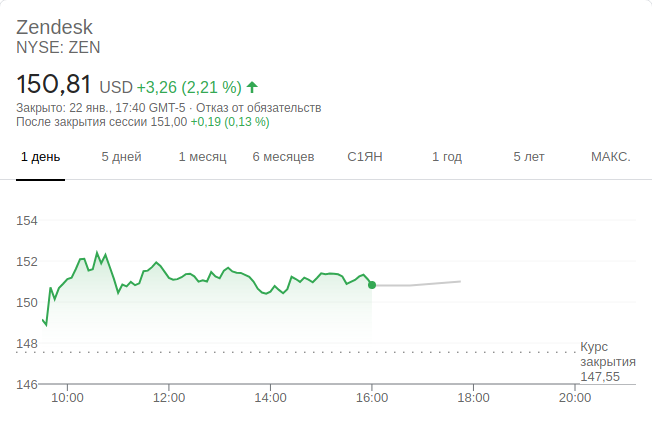 Zendesk
NYSE: ZEN
150,81 USD +3,26 (2,21 %)
Закрыто: 22 янв., 17:40 GMT-5 · Отказ от обязательств
После закрытия сессии 151,00 +0,19 (0,13 %)
1 день 5 дней 1 месяц 6 месяцев С1ЯН 1 год 5 лет МАКС.
154
152
150
148
Курс
закрытия
147,55
146
10:00 12:00 14:00 16:00 18:00 20:00